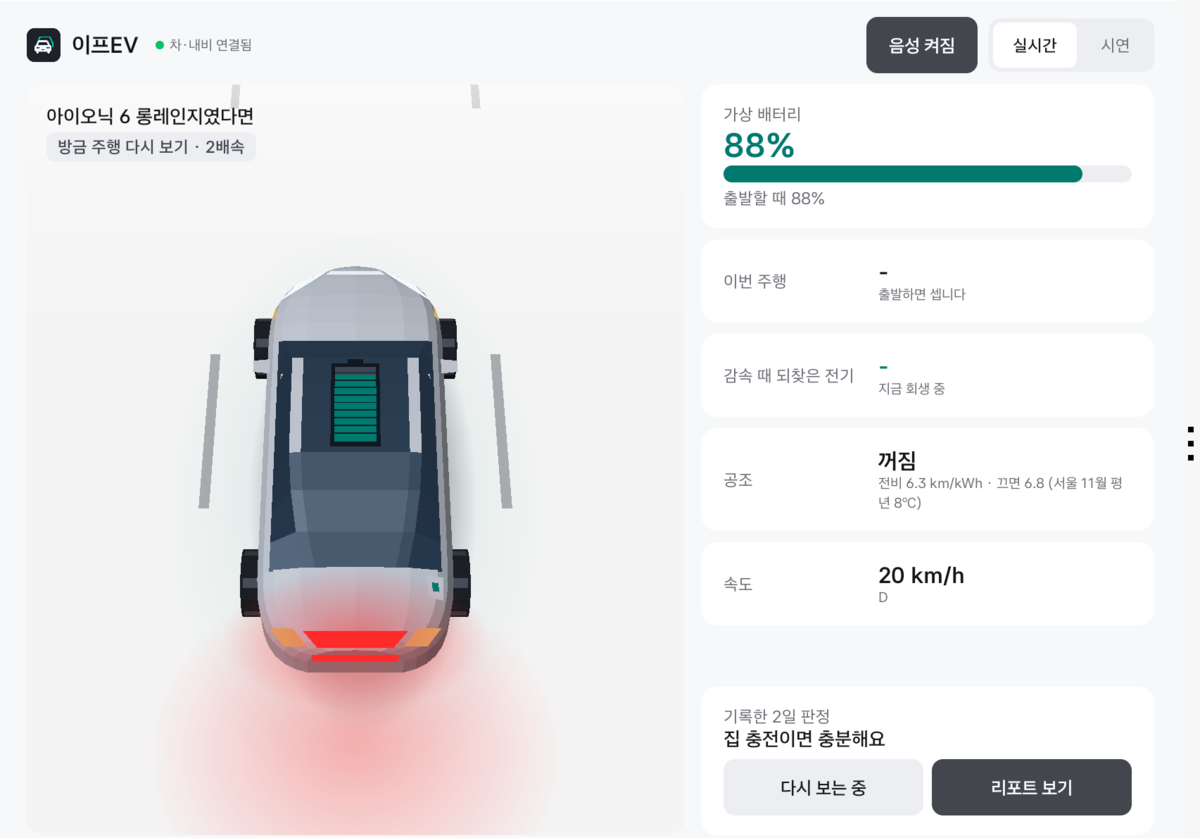 이프EV
차·내비 연결됨
음성 켜짐
실시간
시연
아이오닉 6 롱레인지였다면
방금 주행 다시 보기 · 2배속
가상 배터리
88%
출발할 때 88%
이번 주행
-
출발하면 셉니다
감속 때 되찾은 전기
-
지금 회생 중
공조
꺼짐
전비 6.3 km/kWh · 끄면 6.8 (서울 11월 평
년 8℃)
속도
20 km/h
D
기록한 2일 판정
집 충전이면 충분해요
다시 보는 중
리포트 보기